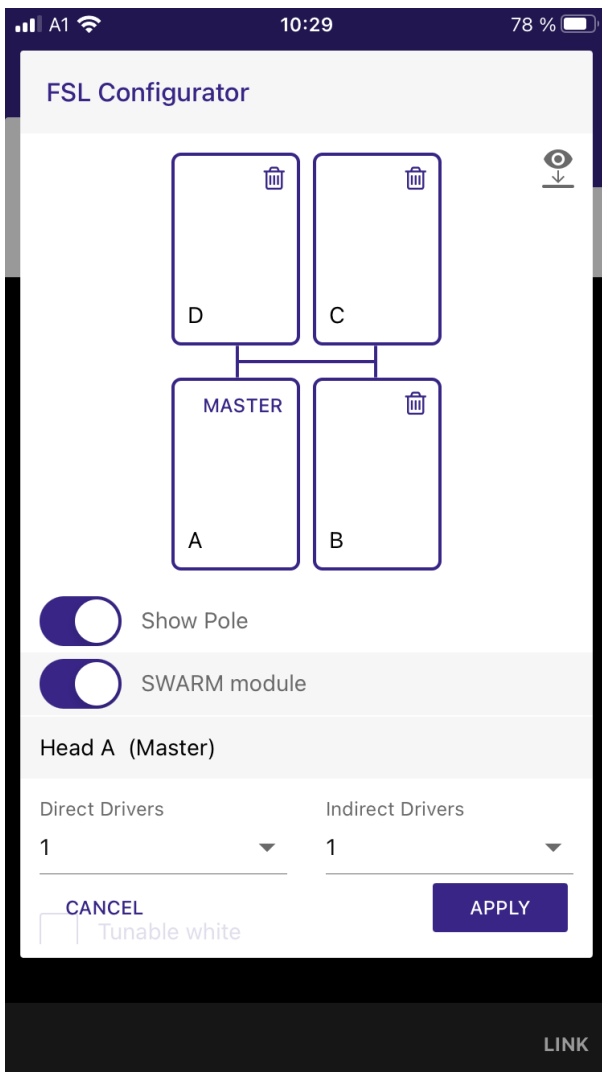 A1 10:29 78 %
FSL Configurator
D C
MASTER
A B
Show Pole
SWARM module
Head A (Master)
Direct Drivers Indirect Drivers
1 1
CANCEL APPLY
Tunable white
LINK